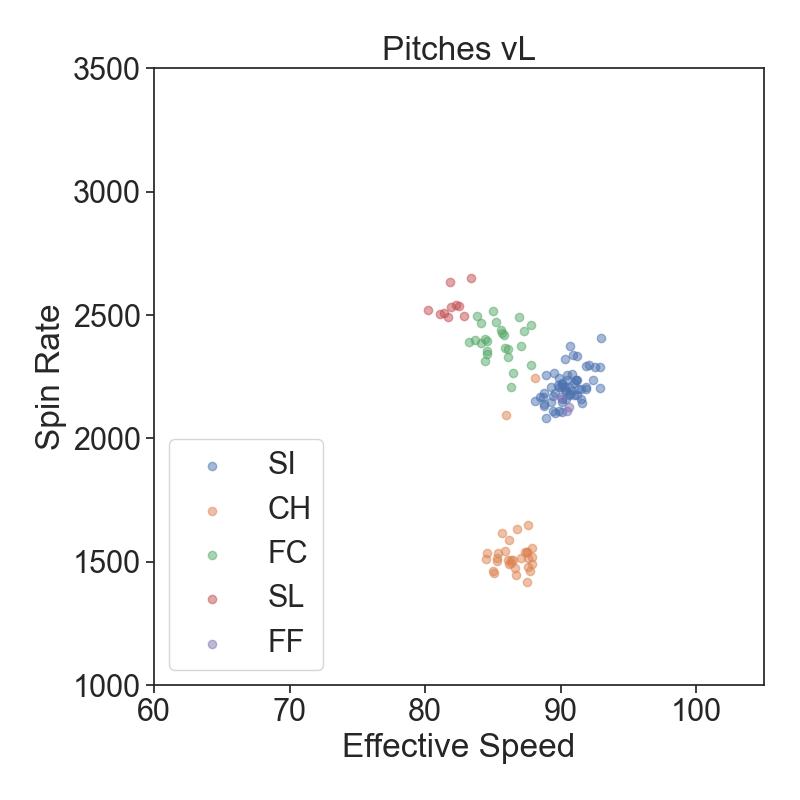 Pitches vL
3500
3000
2500
2000
1500
1000
Spin Rate
SI
CH
FC
SL
FF
60 70 80 90 100
Effective Speed